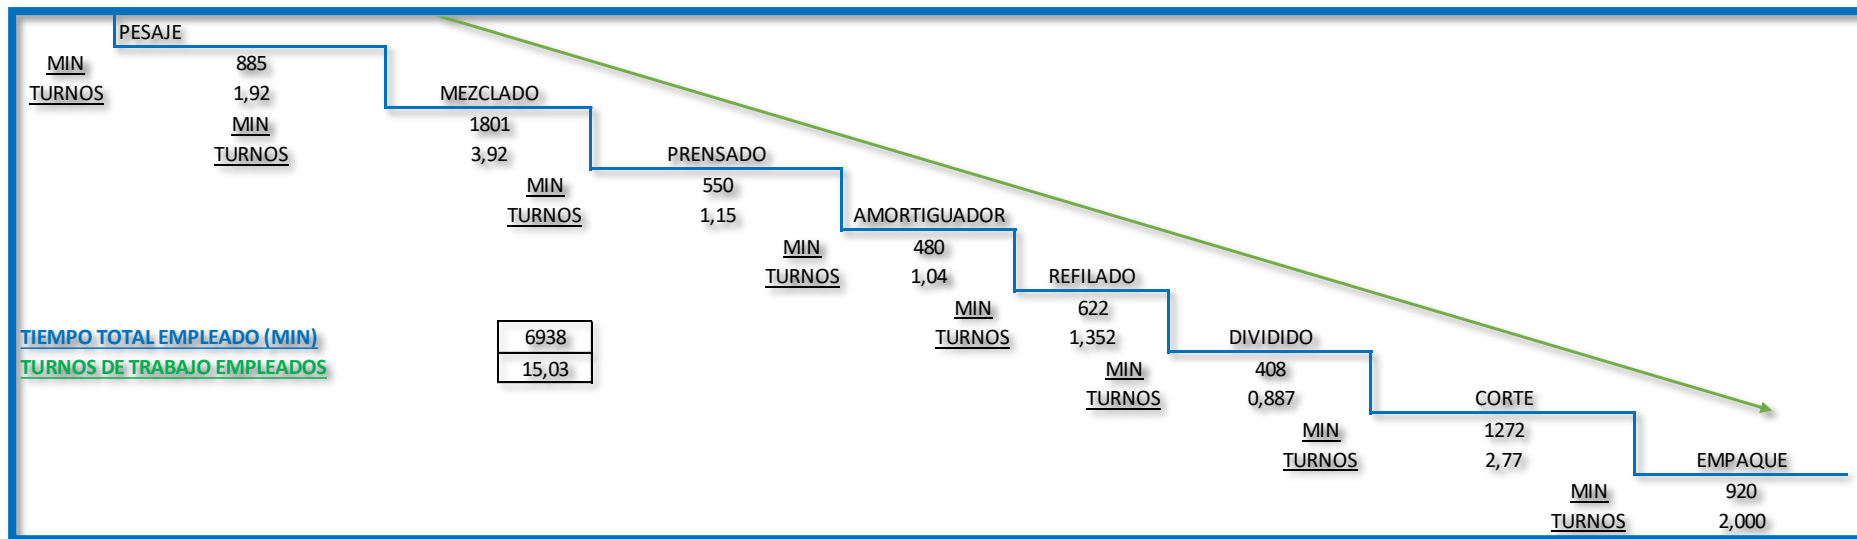 PESAJE
MIN 885
TURNOS 1,92 MEZCLADO
MIN 1801
TURNOS 3,92 PRENSADO
MIN 550
TURNOS 1,15 AMORTIGUADOR
MIN 480
TURNOS 1,04 REFILADO
MIN 622
TIEMPO TOTAL EMPLEADO (MIN) 6938 TURNOS 1,352 DIVIDIDO
TURNOS DE TRABAJO EMPLEADOS 15,03 MIN 408
TURNOS 0,887 CORTE
MIN 1272
TURNOS 2,77 EMPAQUE
MIN 920
TURNOS 2,000